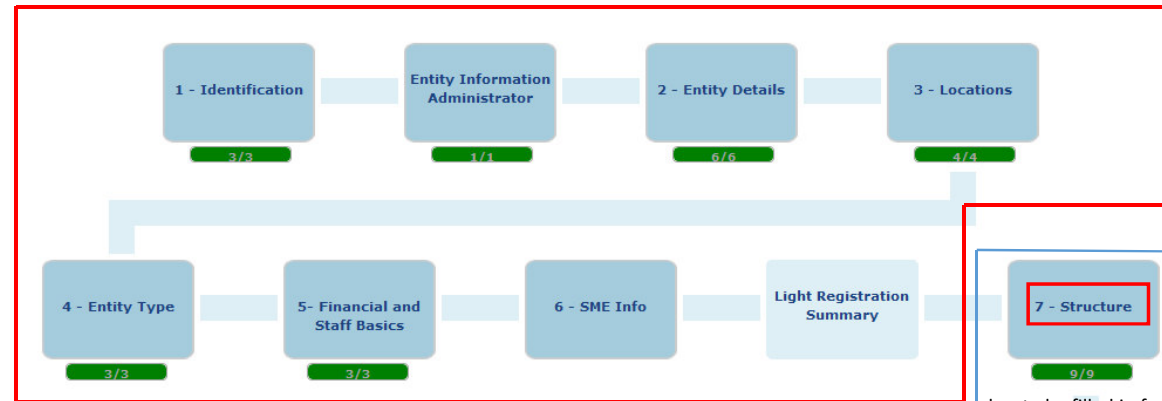 1 - Identification
Entity Information
Administrator
2 - Entity Details
3 - Locations
3/3
1/1
6/6
4/4
4 - Entity Type
5- Financial and
Staff Basics
6 - SME Info
Light Registration
Summary
7 - Structure
3/3
3/3
9/9